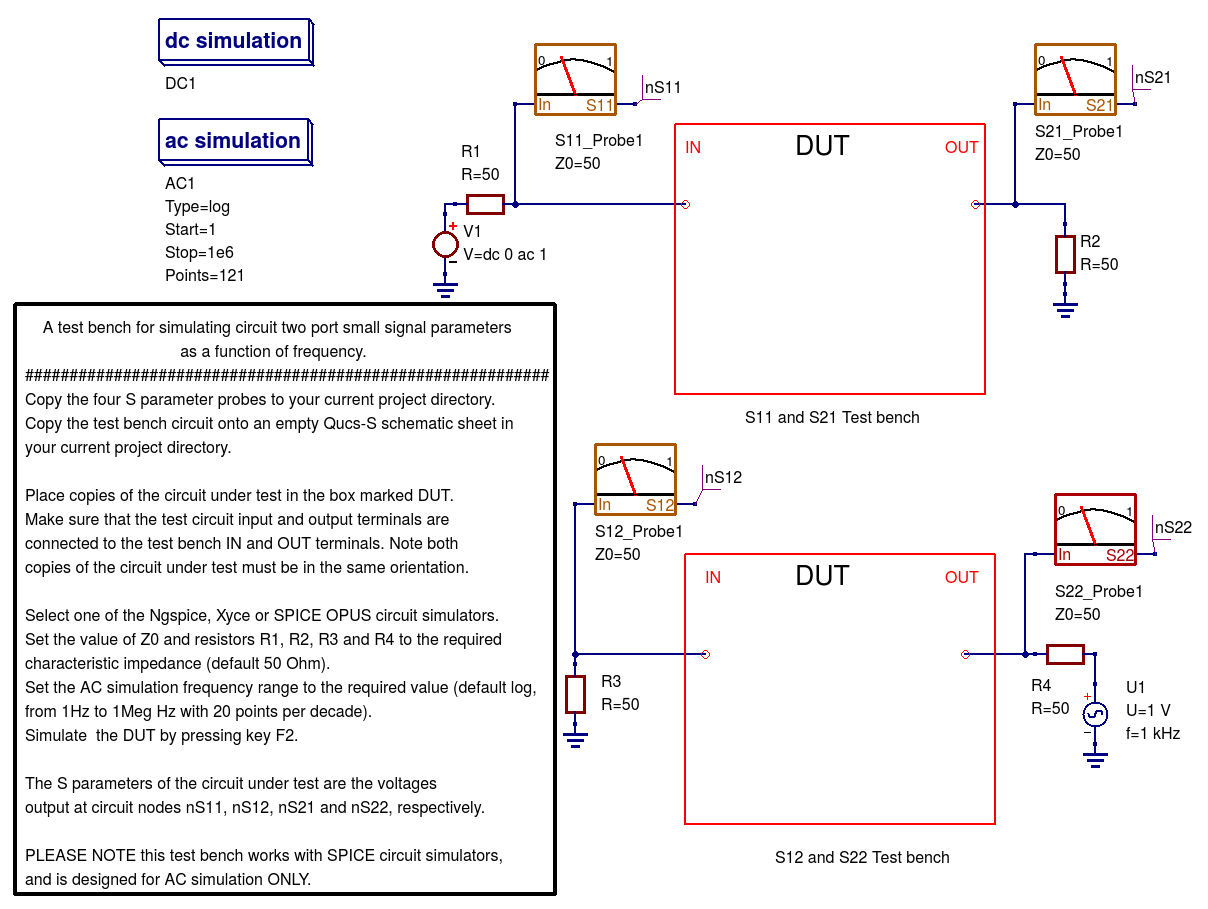 dc simulation
DC1
ac simulation
AC1
Type=log
Start=1
Stop=1e6
Points=121
0 1
In S11
nS11
S11_Probe1
Z0=50
R1
R=50
V1
V=dc 0 ac 1
IN DUT OUT
0 1
In S21
nS21
S21_Probe1
Z0=50
R2
R=50
S11 and S21 Test bench
A test bench for simulating circuit two port small signal parameters
as a function of frequency.
###########################################################
Copy the four S parameter probes to your current project directory.
Copy the test bench circuit onto an empty Qucs-S schematic sheet in
your current project directory.
Place copies of the circuit under test in the box marked DUT.
Make sure that the test circuit input and output terminals are
connected to the test bench IN and OUT terminals. Note both
copies of the circuit under test must be in the same orientation.
Select one of the Ngspice, Xyce or SPICE OPUS circuit simulators.
Set the value of Z0 and resistors R1, R2, R3 and R4 to the required
characteristic impedance (default 50 Ohm).
Set the AC simulation frequency range to the required value (default log,
from 1Hz to 1Meg Hz with 20 points per decade).
Simulate  the DUT by pressing key F2.
The S parameters of the circuit under test are the voltages
output at circuit nodes nS11, nS12, nS21 and nS22, respectively.
PLEASE NOTE this test bench works with SPICE circuit simulators,
and is designed for AC simulation ONLY.
0 1
In S12
nS12
S12_Probe1
Z0=50
IN DUT OUT
R3
R=50
0 1
In S22
nS22
S22_Probe1
Z0=50
R4
R=50
U1
U=1 V
f=1 kHz
S12 and S22 Test bench